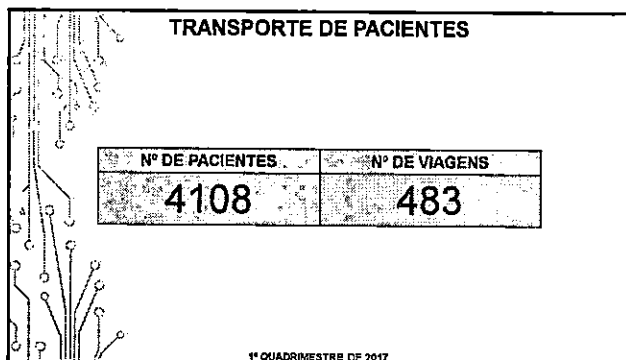 TRANSPORTE DE PACIENTES
Nº DE PACIENTES Nº DE VIAGENS
4108 483
1º QUADRIMESTRE DE 2017